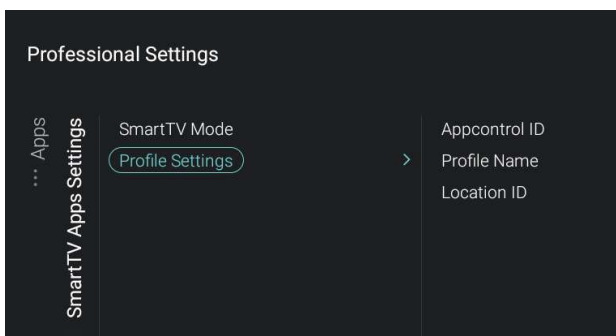 Professional Settings
... Apps
SmartTV Apps Settings
SmartTV Mode
Profile Settings
>
Appcontrol ID
Profile Name
Location ID